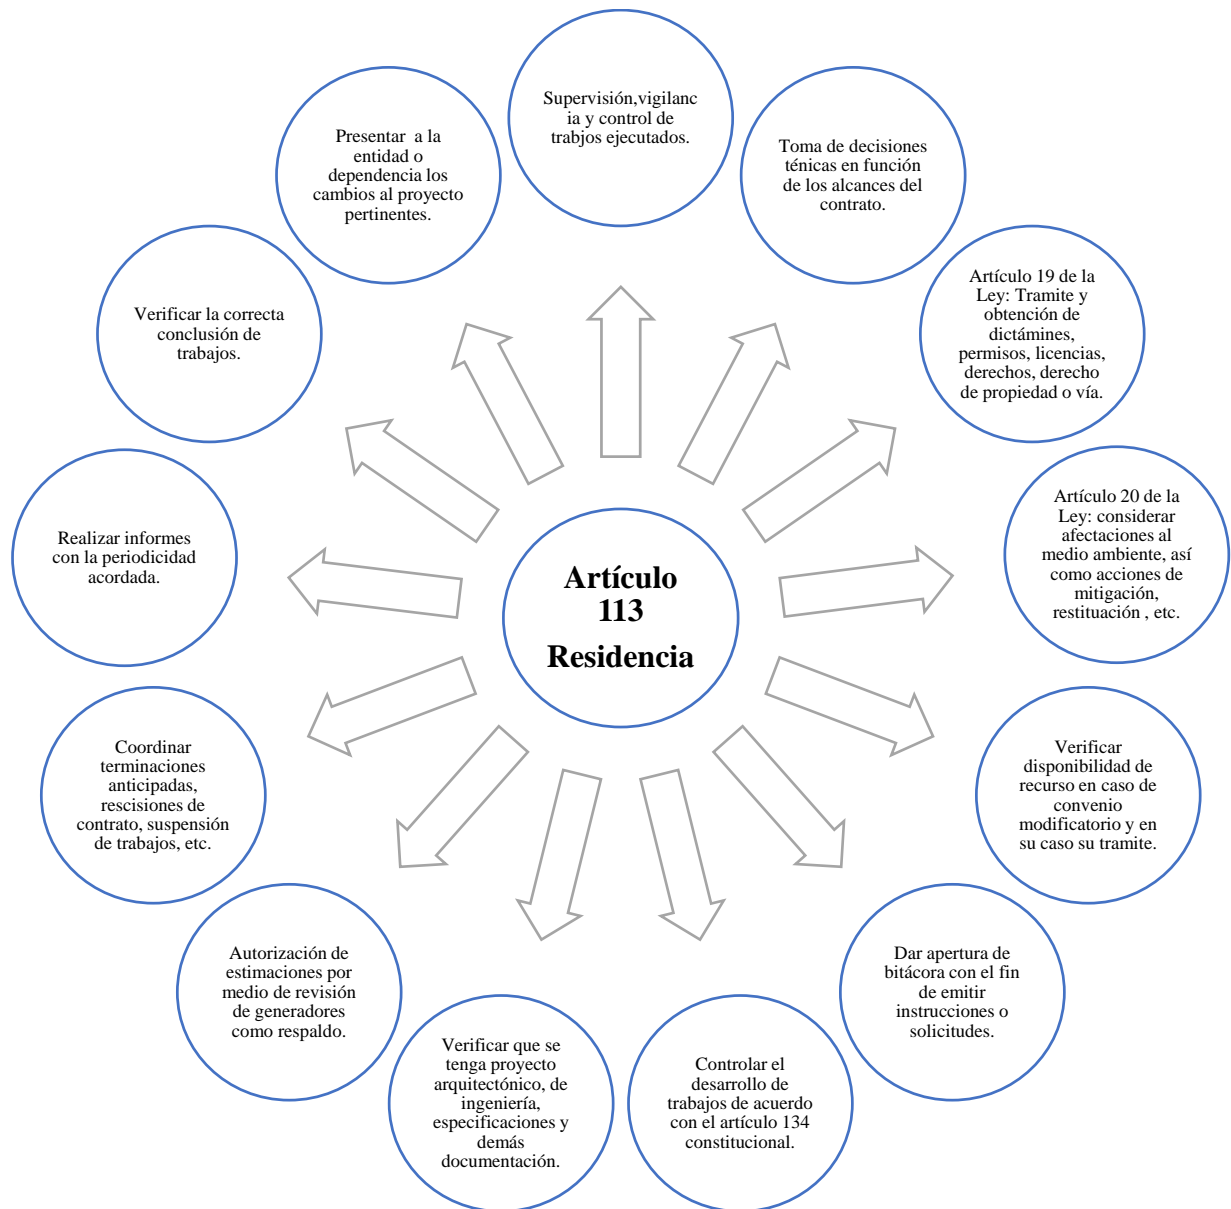 Artículo
113
Residencia
Supervisión,vigilanc
ia y control de
trabjos ejecutados.
Toma de decisiones
ténicas en función
de los alcances del
contrato.
Artículo 19 de la
Ley: Tramite y
obtención de
dictámines,
permisos, licencias,
derechos, derecho
de propiedad o vía.
Artículo 20 de la
Ley: considerar
afectaciones al
medio ambiente, así
como acciones de
mitigación,
restitución , etc.
Verificar
disponibilidad de
recurso en caso de
convenio
modificatorio y en
su caso su tramite.
Dar apertura de
bitácora con el fin
de emitir
instrucciones o
solicitudes.
Controlar el
desarrollo de
trabajos de acuerdo
con el artículo 134
constitucional.
Verificar que se
tenga proyecto
arquitectónico, de
ingeniería,
especificaciones y
demás
documentación.
Autorización de
estimaciones por
medio de revisión
de generadores
como respaldo.
Coordinar
terminaciones
anticipadas,
rescisiones de
contrato, suspensión
de trabajos, etc.
Realizar informes
con la periodicidad
acordada.
Verificar la correcta
conclusión de
trabajos.
Presentar  a la
entidad o
dependencia los
cambios al proyecto
pertinentes.